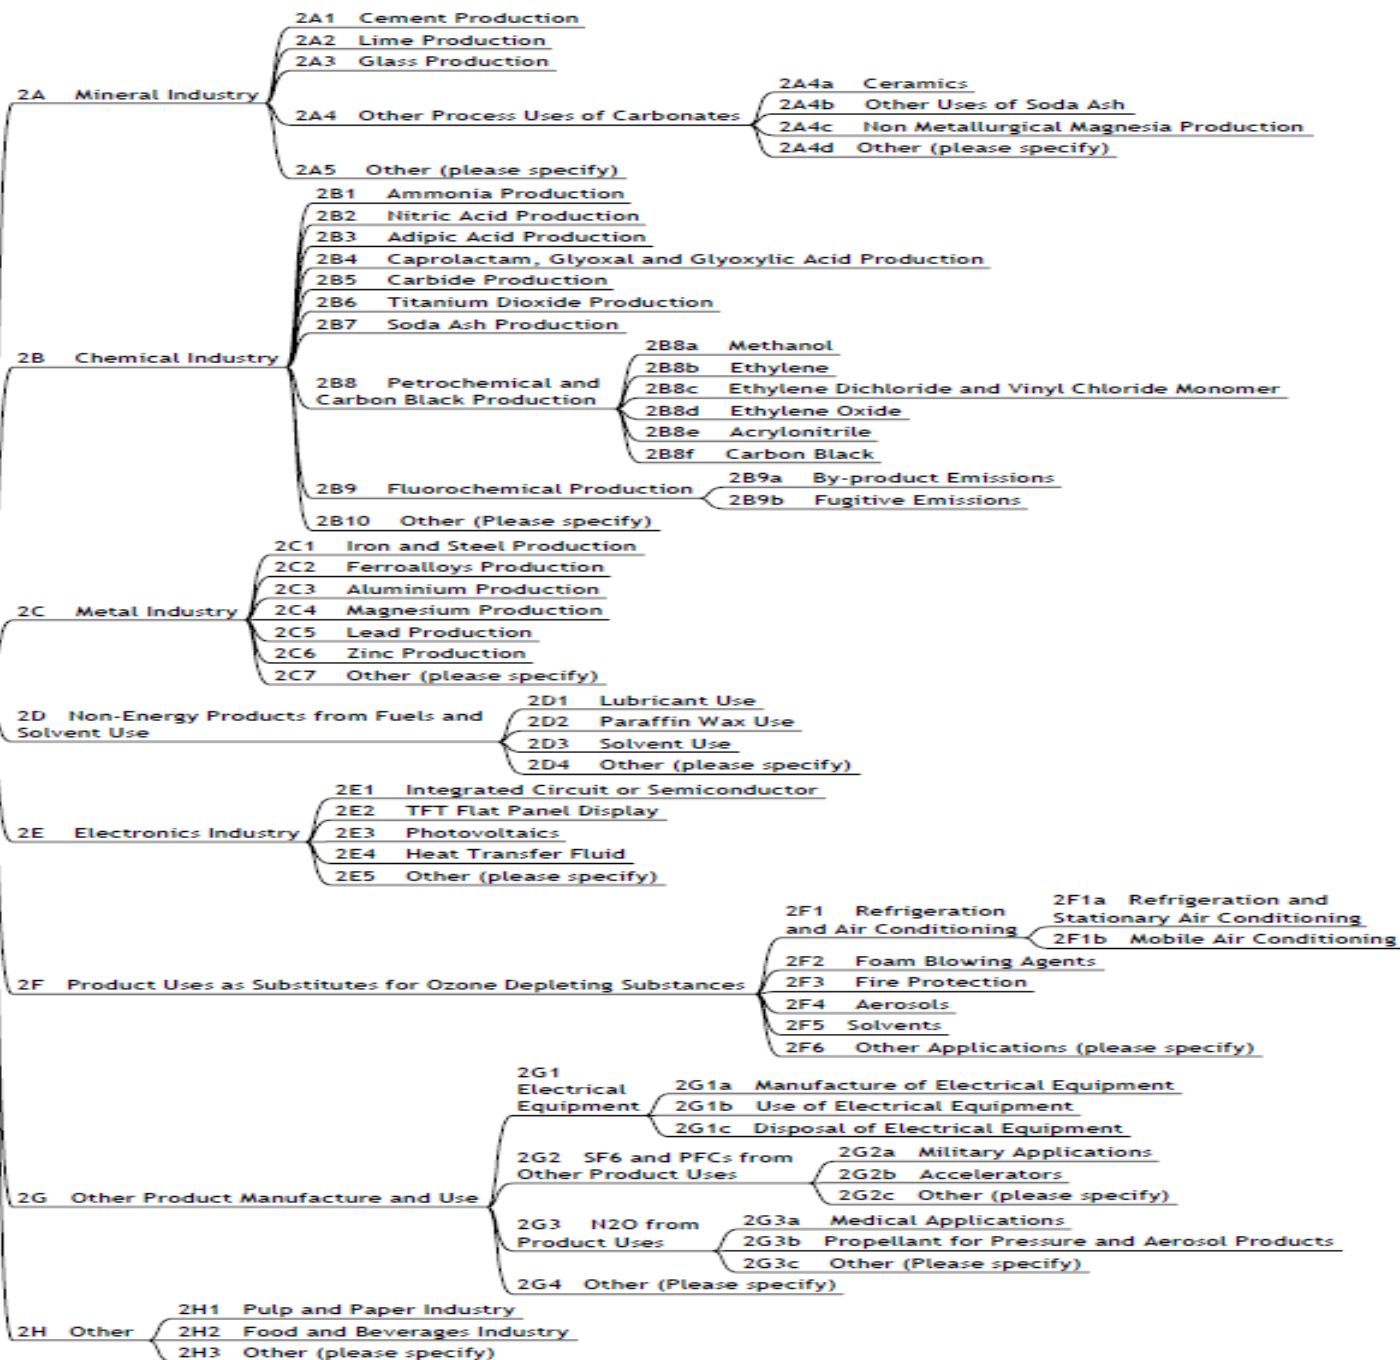 2A Mineral Industry
2A1 Cement Production
2A2 Lime Production
2A3 Glass Production
2A4 Other Process Uses of Carbonates
2A4a Ceramics
2A4b Other Uses of Soda Ash
2A4c Non Metallurgical Magnesia Production
2A4d Other (please specify)
2A5 Other (please specify)
2B Chemical Industry
2B1 Ammonia Production
2B2 Nitric Acid Production
2B3 Adipic Acid Production
2B4 Caprolactam, Glyoxal and Glyoxylic Acid Production
2B5 Carbide Production
2B6 Titanium Dioxide Production
2B7 Soda Ash Production
2B8 Petrochemical and
Carbon Black Production
2B8a Methanol
2B8b Ethylene
2B8c Ethylene Dichloride and Vinyl Chloride Monomer
2B8d Ethylene Oxide
2B8e Acrylonitrile
2B8f Carbon Black
2B9 Fluorochemical Production
2B9a By-product Emissions
2B9b Fugitive Emissions
2B10 Other (Please specify)
2C Metal Industry
2C1 Iron and Steel Production
2C2 Ferroalloys Production
2C3 Aluminium Production
2C4 Magnesium Production
2C5 Lead Production
2C6 Zinc Production
2C7 Other (please specify)
2D Non-Energy Products from Fuels and
Solvent Use
2D1 Lubricant Use
2D2 Paraffin Wax Use
2D3 Solvent Use
2D4 Other (please specify)
2E Electronics Industry
2E1 Integrated Circuit or Semiconductor
2E2 TFT Flat Panel Display
2E3 Photovoltaics
2E4 Heat Transfer Fluid
2E5 Other (please specify)
2F Product Uses as Substitutes for Ozone Depleting Substances
2F1 Refrigeration
and Air Conditioning
2F1a Refrigeration and
Stationary Air Conditioning
2F1b Mobile Air Conditioning
2F2 Foam Blowing Agents
2F3 Fire Protection
2F4 Aerosols
2F5 Solvents
2F6 Other Applications (please specify)
2G Other Product Manufacture and Use
2G1
Electrical
Equipment
2G1a Manufacture of Electrical Equipment
2G1b Use of Electrical Equipment
2G1c Disposal of Electrical Equipment
2G2 SF6 and PFCs from
Other Product Uses
2G2a Military Applications
2G2b Accelerators
2G2c Other (please specify)
2G3 N2O from
Product Uses
2G3a Medical Applications
2G3b Propellant for Pressure and Aerosol Products
2G3c Other (Please specify)
2G4 Other (Please specify)
2H Other
2H1 Pulp and Paper Industry
2H2 Food and Beverages Industry
2H3 Other (please specify)